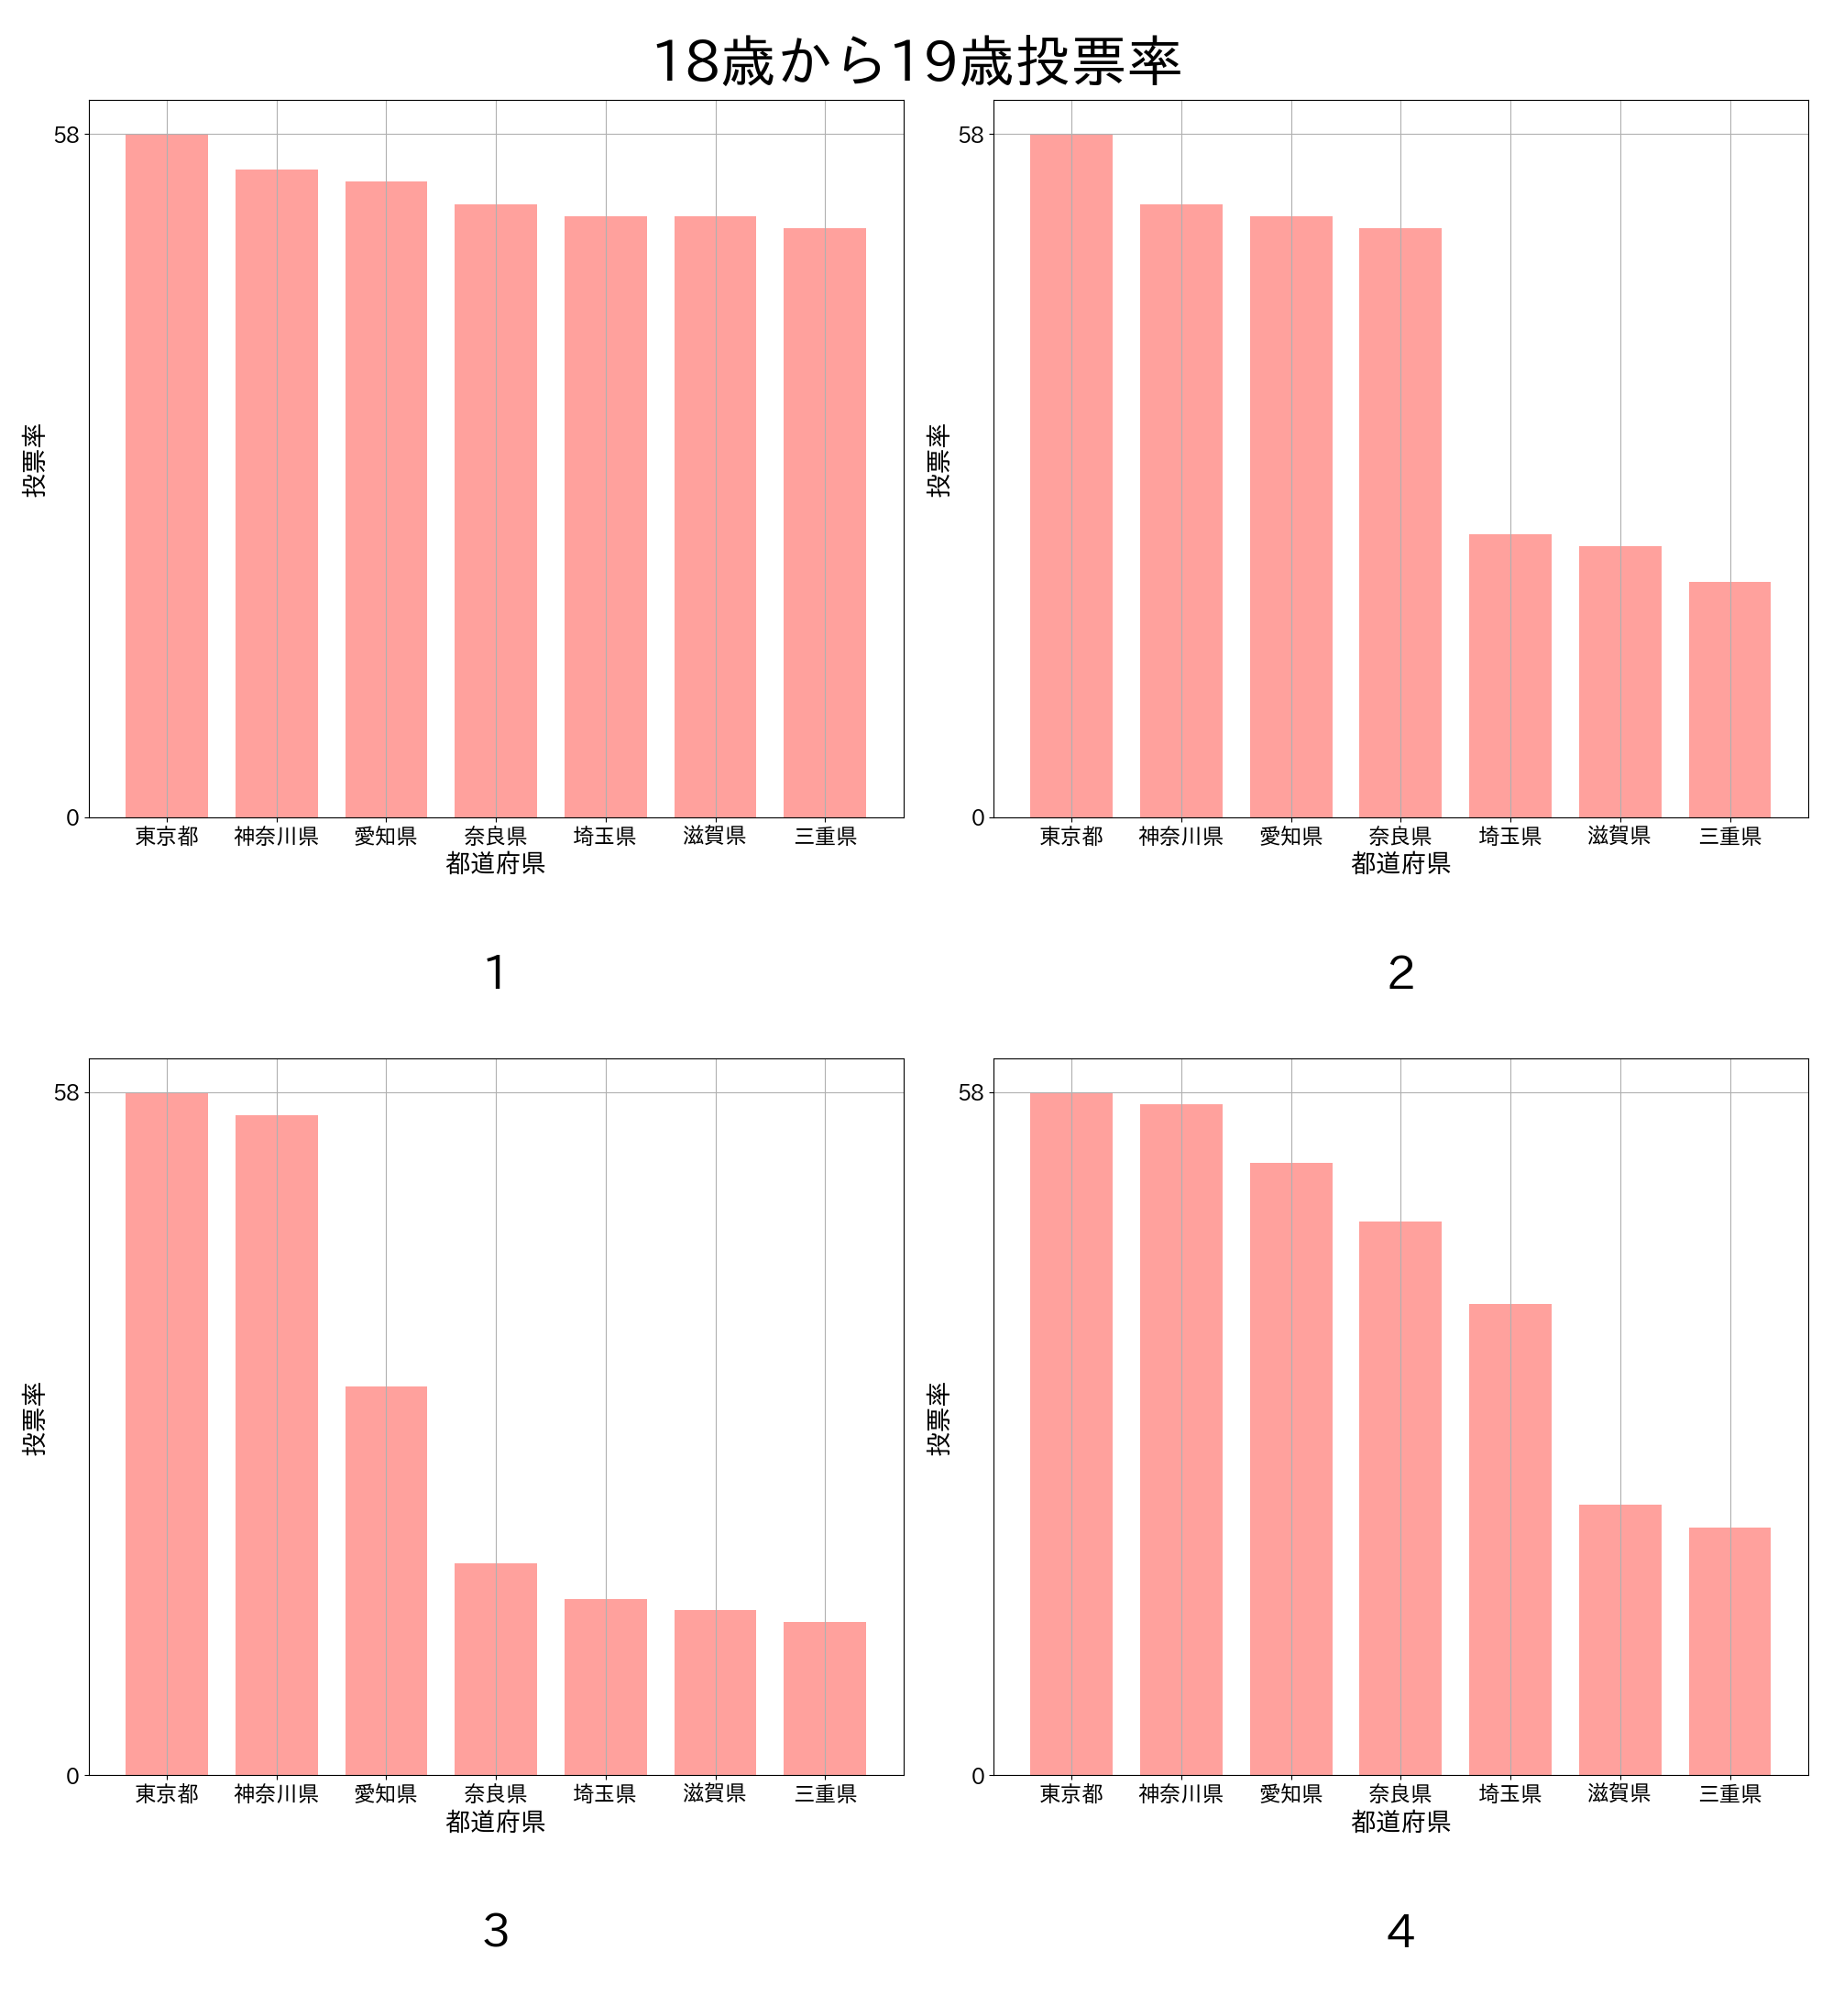 18歳から19歳投票率
58
0
投票率
東京都 神奈川県 愛知県 奈良県 埼玉県 滋賀県 三重県
都道府県
1
58
0
投票率
東京都 神奈川県 愛知県 奈良県 埼玉県 滋賀県 三重県
都道府県
2
58
0
投票率
東京都 神奈川県 愛知県 奈良県 埼玉県 滋賀県 三重県
都道府県
3
58
0
投票率
東京都 神奈川県 愛知県 奈良県 埼玉県 滋賀県 三重県
都道府県
4